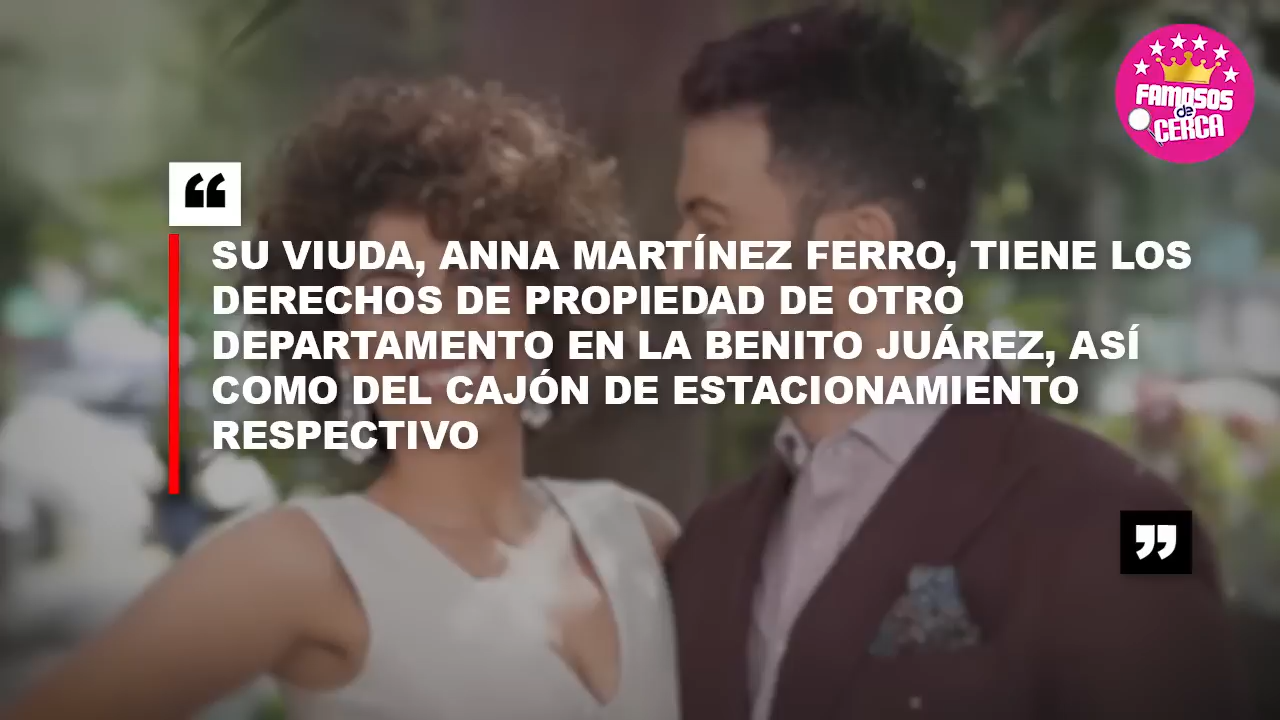 FAMOSOS
de
CERCA
“
SU VIUDA, ANNA MARTÍNEZ FERRO, TIENE LOS
DERECHOS DE PROPIEDAD DE OTRO
DEPARTAMENTO EN LA BENITO JUÁREZ, ASÍ
COMO DEL CAJÓN DE ESTACIONAMIENTO
RESPECTIVO
”